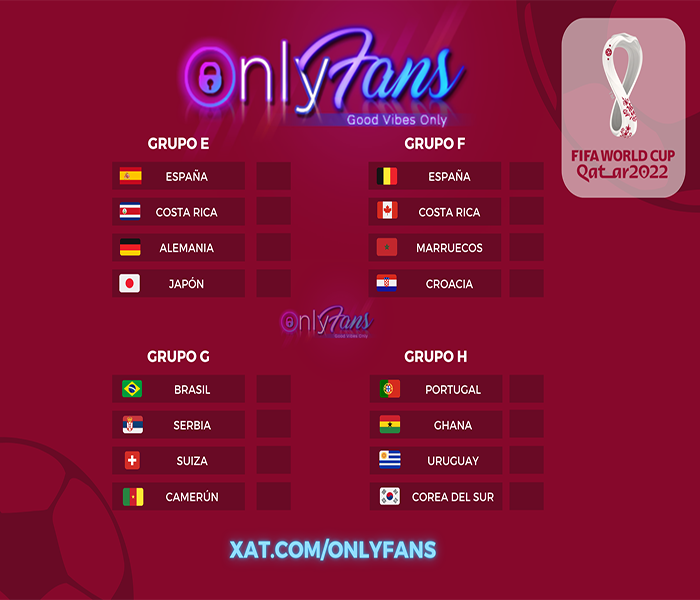 OnlyFans
Good Vibes Only
FIFA WORLD CUP
Qatar2022
GRUPO E
ESPAÑA
COSTA RICA
ALEMANIA
JAPÓN
GRUPO F
ESPAÑA
COSTA RICA
MARRUECOS
CROACIA
OnlyFans
Good Vibes Only
GRUPO G
BRASIL
SERBIA
SUIZA
CAMERÚN
GRUPO H
PORTUGAL
GHANA
URUGUAY
COREA DEL SUR
XAT.COM/ONLYFANS